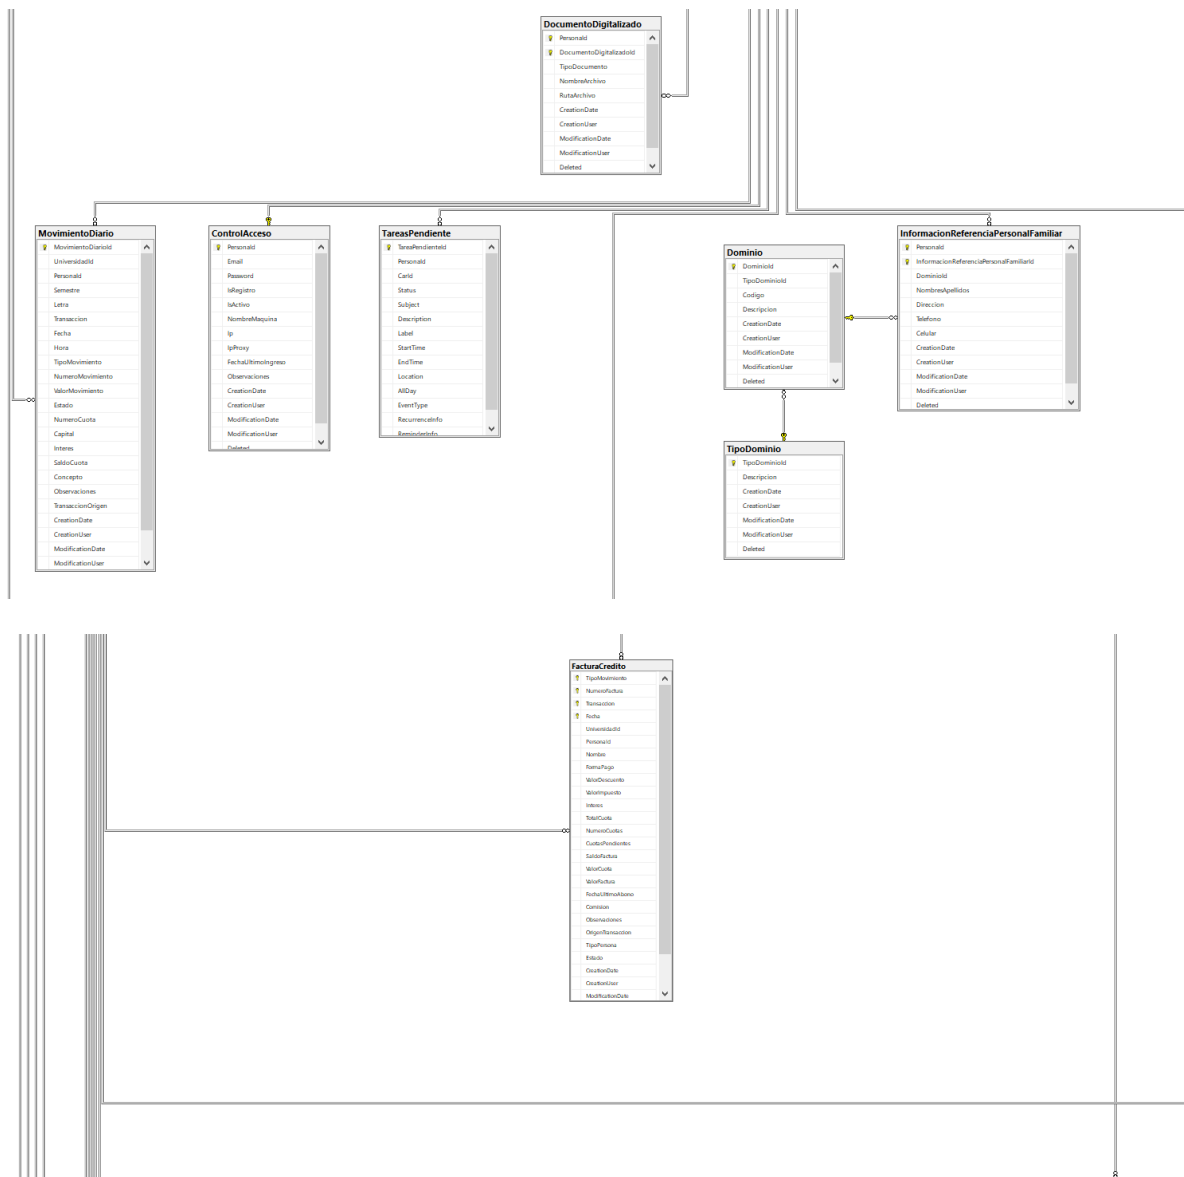 DocumentoDigitalizado
PersonaId
DocumentoDigitalizadoId
TipoDocumento
NombreArchivo
RutaArchivo
CreationDate
CreationUser
ModificationDate
ModificationUser
Deleted
MovimientoDiario
MovimientoDiarioId
UniversidadId
PersonaId
Semestre
Letra
Transaccion
Fecha
Hora
TipoMovimiento
NumeroMovimiento
ValorMovimiento
Estado
NumeroCuota
Capital
Interes
SaldoCuota
Concepto
Observaciones
TransaccionOrigen
CreationDate
CreationUser
ModificationDate
ModificationUser
ControlAcceso
PersonaId
Email
Password
IsRegistro
IsActivo
NombreMaquina
Ip
IpProxy
FechaUltimoIngreso
Observaciones
CreationDate
CreationUser
ModificationDate
ModificationUser
Deleted
TareasPendiente
TareaPendienteId
PersonaId
CarId
Status
Subject
Description
Label
StartTime
EndTime
Location
AllDay
EventType
RecurrenceInfo
ReminderInfo
Dominio
DominioId
TipoDominioId
Codigo
Descripcion
CreationDate
CreationUser
ModificationDate
ModificationUser
Deleted
InformacionReferenciaPersonalFamiliar
PersonaId
InformacionReferenciaPersonalFamiliarId
DominioId
NombresApellidos
Direccion
Telefono
Celular
CreationDate
CreationUser
ModificationDate
ModificationUser
Deleted
TipoDominio
TipoDominioId
Descripcion
CreationDate
CreationUser
ModificationDate
ModificationUser
Deleted
FacturaCredito
TipoMovimiento
NumeroFactura
Transaccion
Fecha
UniversidadId
PersonaId
Nombre
FormaPago
ValorDescuento
ValorImpuesto
Interes
TotalCuota
NumeroCuotas
CuotasPendientes
SaldoFactura
ValorCuota
ValorFactura
FechaUltimoAbono
Comision
Observaciones
OrigenTransaccion
TipoPersona
Estado
CreationDate
CreationUser
ModificationDate